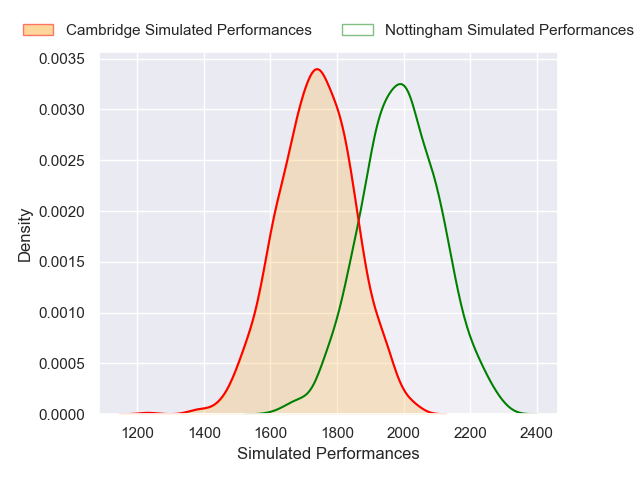 Cambridge Simulated Performances Nottingham Simulated Performances
0.0035
0.0030
0.0025
0.0020
0.0015
0.0010
0.0005
0.0000
Density
1200 1400 1600 1800 2000 2200 2400
Simulated Performances